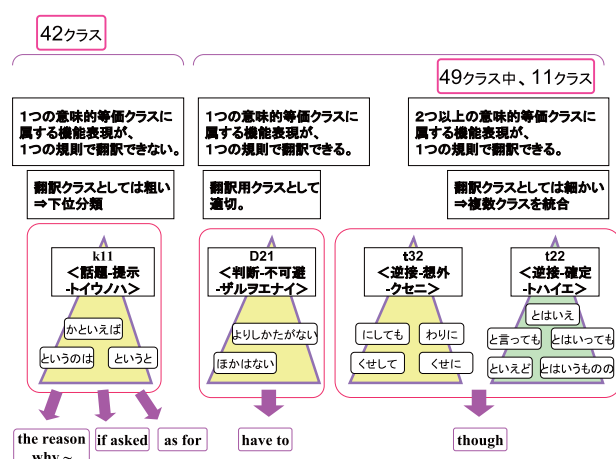 42クラス
49クラス中、11クラス
1つの意味的等価クラスに
属する機能表現が、
1つの規則で翻訳できない。
1つの意味的等価クラスに
属する機能表現が、
1つの規則で翻訳できる。
2つ以上の意味的等価クラスに
属する機能表現が、
1つの規則で翻訳できる。
翻訳クラスとしては粗い
⇒下位分類
翻訳用クラスとして
適切。
翻訳クラスとしては細かい
⇒複数クラスを統合
k11
＜話題-提示
-トイウノハ＞
D21
＜判断-不可避
-ザルヲエナイ＞
t32
＜逆接-想外
-クセニ＞
t22
＜逆接-確定
-トハイエ＞
かといえば
というのは
というと
よりしかたがない
ほかはない
にしても
わりに
くせして
くせに
とはいえ
と言っても
とはいっても
といえど
とはいうものの
the reason
why ~
if asked
as for
have to
though